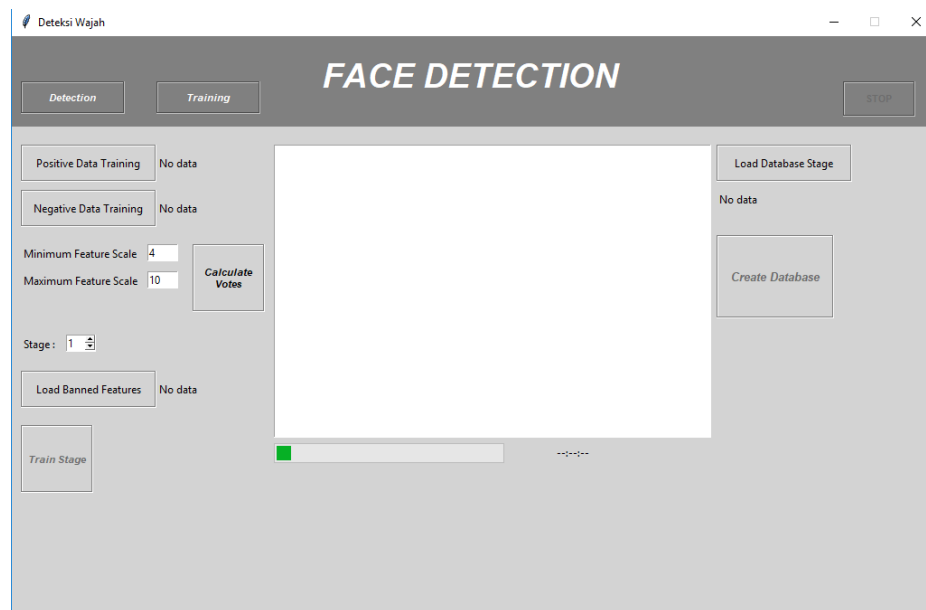 Deteksi Wajah
FACE DETECTION
Detection
Training
STOP
Positive Data Training
No data
Negative Data Training
No data
Minimum Feature Scale
4
Maximum Feature Scale
10
Calculate
Votes
Stage :
1
Load Banned Features
No data
Train Stage
--:--:--
Load Database Stage
No data
Create Database